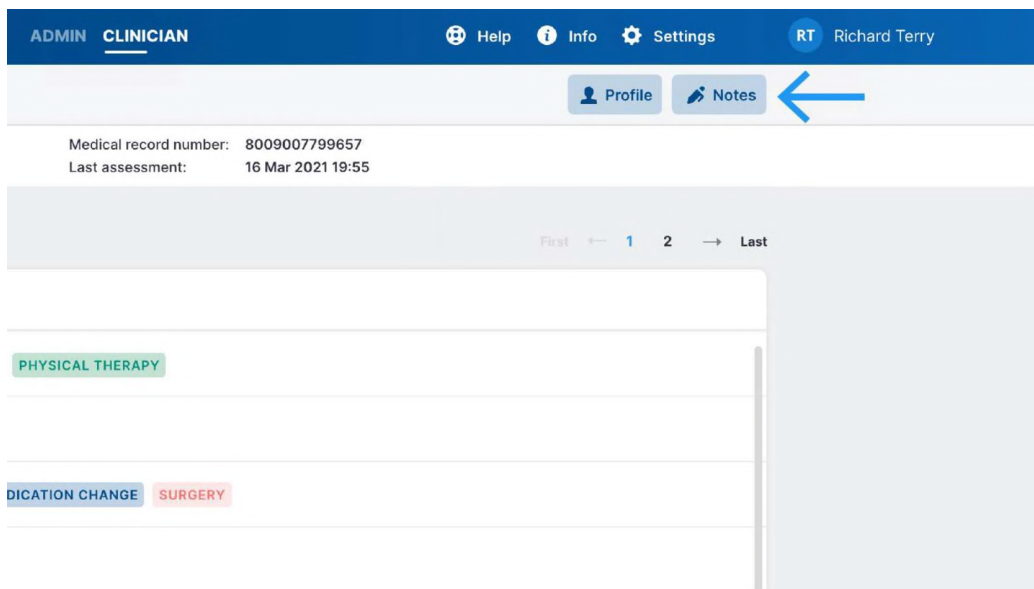 ADMIN CLINICIAN Help Info Settings RT Richard Terry
Profile Notes
Medical record number: 8009007799657
Last assessment: 16 Mar 2021 19:55
First ← 1 2 → Last
PHYSICAL THERAPY
DICATION CHANGE SURGERY